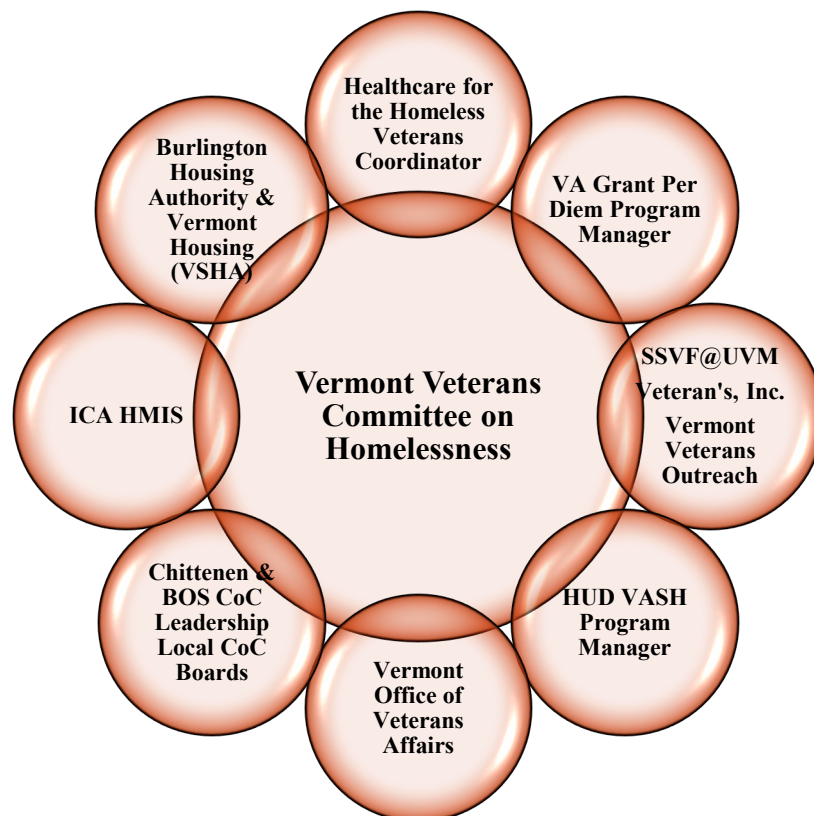 Healthcare for
the Homeless
Veterans
Coordinator
VA Grant Per
Diem Program
Manager
SSVF@UVM
Veteran's, Inc.
Vermont
Veterans
Outreach
HUD VASH
Program
Manager
Vermont
Office of
Veterans
Affairs
Chittenen &
BOS CoC
Leadership
Local CoC
Boards
ICA HMIS
Burlington
Housing
Authority &
Vermont
Housing
(VSHA)
Vermont Veterans
Committee on
Homelessness